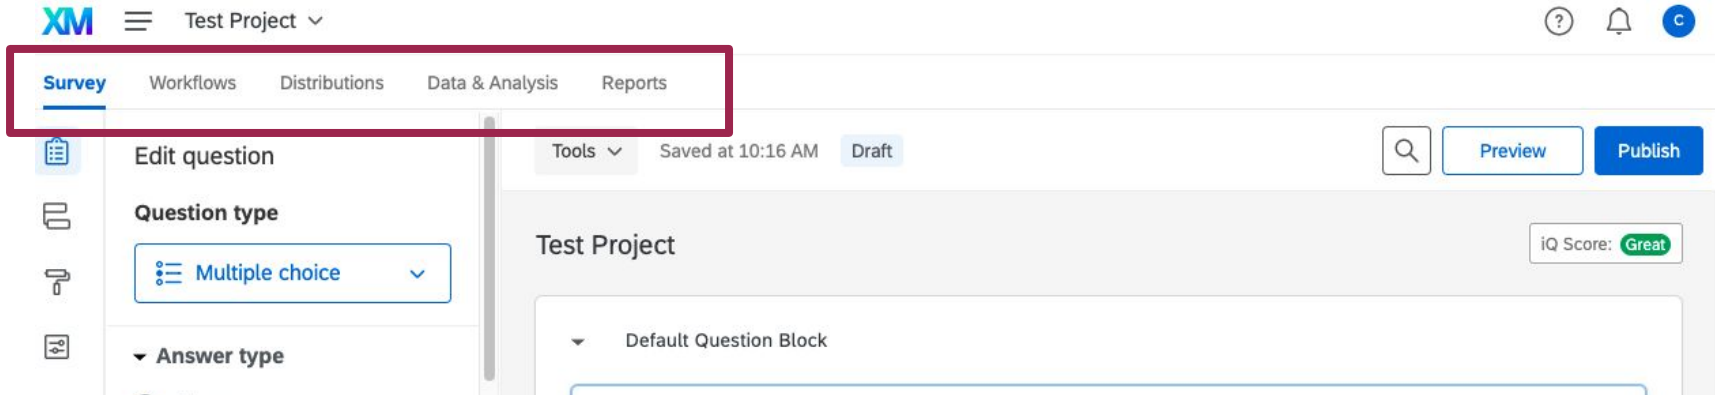 XM Test Project C
Survey Workflows Distributions Data & Analysis Reports
Edit question
Tools Saved at 10:16 AM Draft Preview Publish
Question type
Test Project
iQ Score: Great
Multiple choice
Default Question Block
Answer type